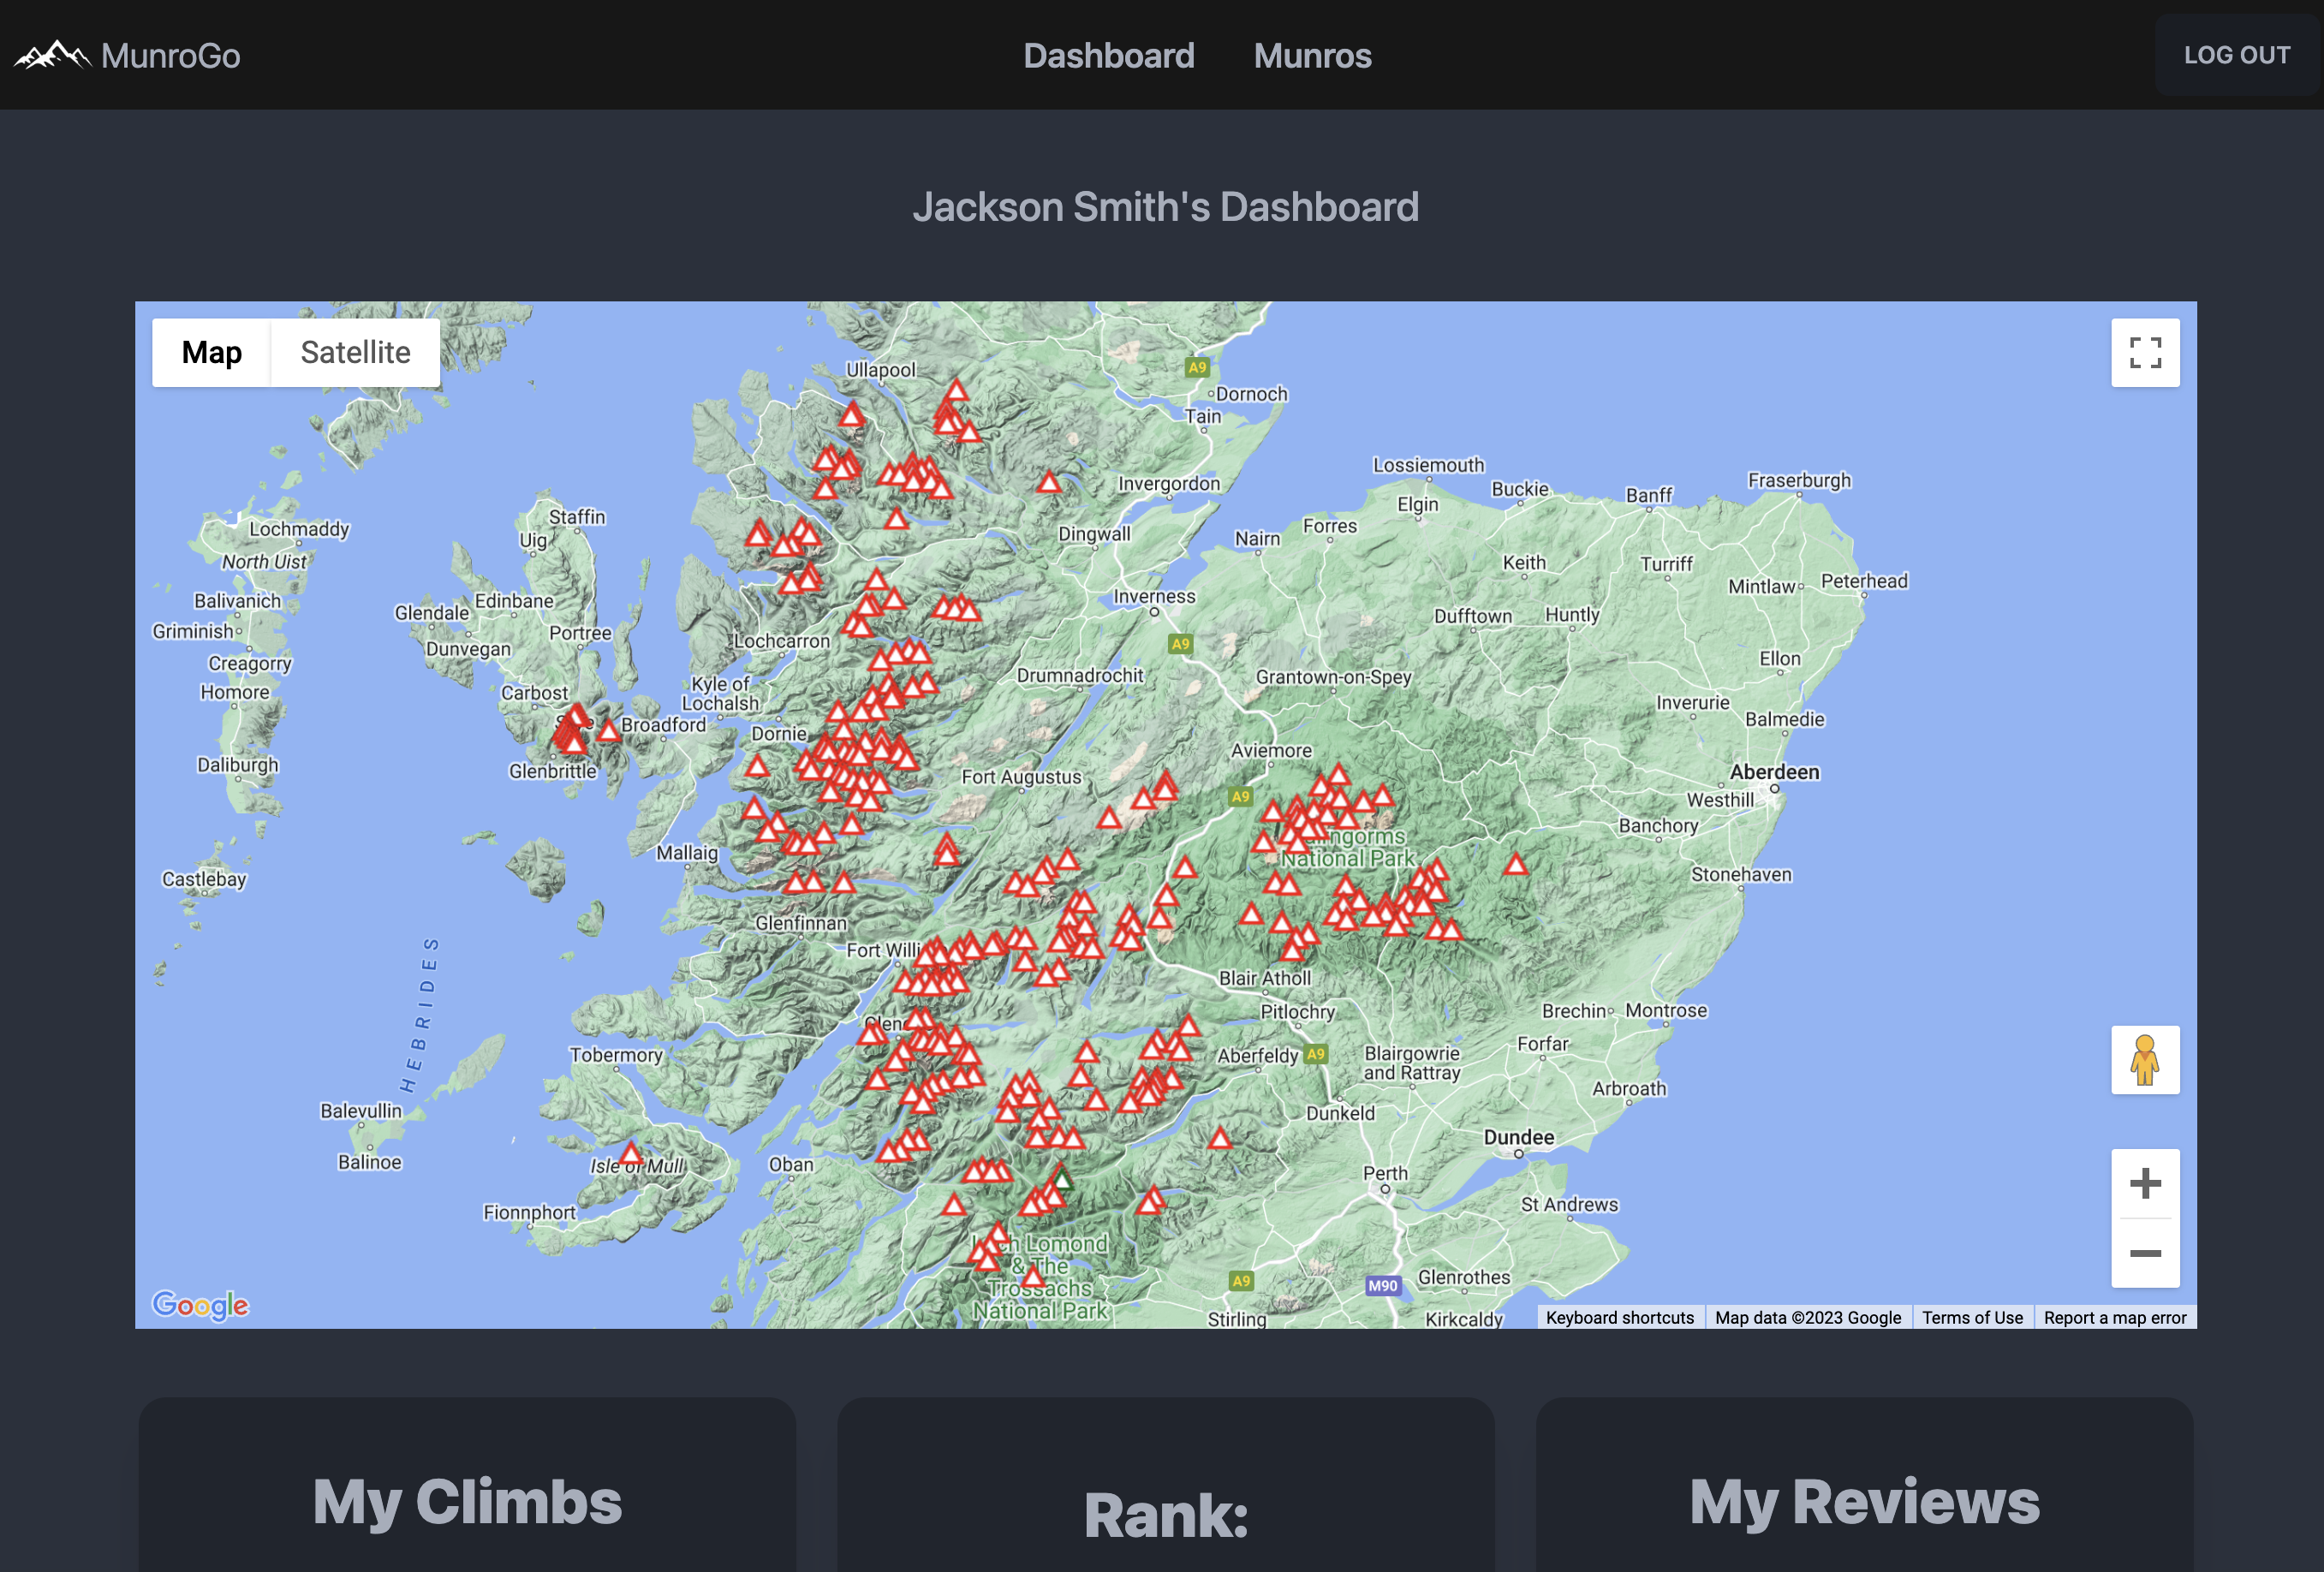 MunroGo
Dashboard
Munros
LOG OUT
Jackson Smith's Dashboard
Map
Satellite
Ullapool
A9
Dornoch
Tain
Lossiemouth
Invergordon
Fraserburgh
Buckie
Banff
Elgin
Staffin
Lochmaddy
Forres
Dingwall
Nairn
Uig
North Uist
Keith
Turriff
Peterhead
Mintlaw
Inverness
Balivanich
Edinbane
Glendale
Dufftown
Huntly
Griminish
Portree
Lochcarron
A9
Dunvegan
Creagorry
Ellon
Drumnadrochit
Grantown-on-Spey
Kyle of
Lochalsh
Homore
Carbost
Inverurie
Balmedie
Broadford
Dornie
Aviemore
Daliburgh
Glenbrittle
Fort Augustus
Aberdeen
A9
Westhill
Banchory
National Park
Mallaig
Castlebay
Stonehaven
Glenfinnan
Fort
HEBRIDES
Blair Atholl
Pitlochry
Brechin
Montrose
Tobermory
Aberfeldy
A9
Blairgowrie
and Rattray
Forfar
Arbroath
Balevullin
Dunkeld
Dundee
Balinoe
Isle of Mull
Oban
Perth
Fionnphort
St Andrews
Lomond
& The
Trossachs
National Park
A9
M90
Glenrothes
Stirling
Kirkcaldy
Google
Keyboard shortcuts
Map data ©2023 Google
Terms of Use
Report a map error
My Climbs
Rank:
My Reviews